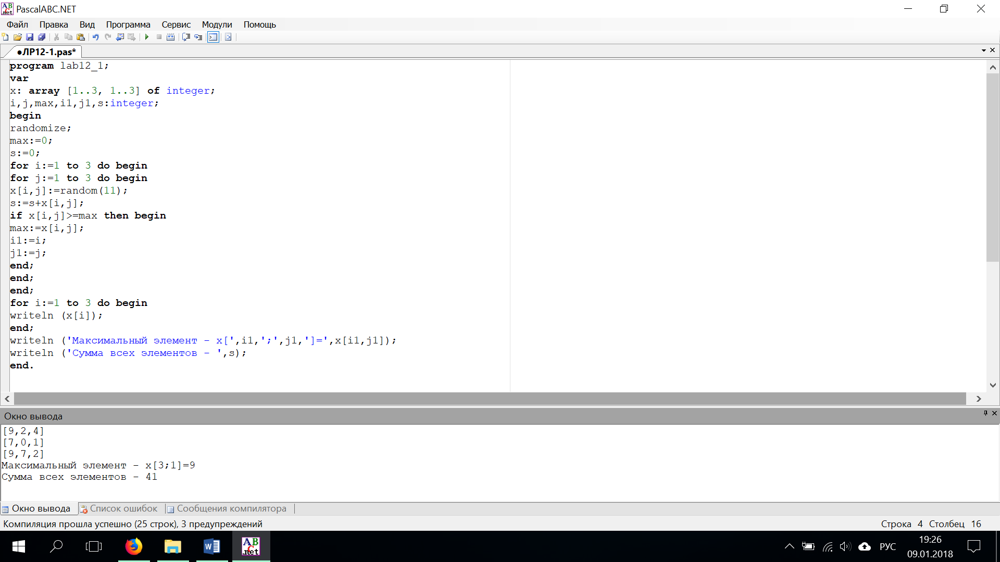 PascalABC.NET
Файл Правка Вид Программа Сервис Модули Помощь
●ЛР12-1.pas*
program lab12_1;
var
x: array [1..3, 1..3] of integer;
i,j,max,i1,j1,s:integer;
begin
randomize;
max:=0;
s:=0;
for i:=1 to 3 do begin
for j:=1 to 3 do begin
x[i,j]:=random(11);
s:=s+x[i,j];
if x[i,j]>=max then begin
max:=x[i,j];
i1:=i;
j1:=j;
end;
end;
end;
for i:=1 to 3 do begin
writeln (x[i]);
end;
writeln ('Максимальный элемент - x[',i1,';',j1,']=',x[i1,j1]);
writeln ('Сумма всех элементов - ',s);
end.
Окно вывода
[9,2,4]
[7,0,1]
[9,7,2]
Максимальный элемент - x[3;1]=9
Сумма всех элементов - 41
Окно вывода Список ошибок Сообщения компилятора
Компиляция прошла успешно (25 строк), 3 предупреждений Строка 4 Столбец 16
РУС 19:26
09.01.2018